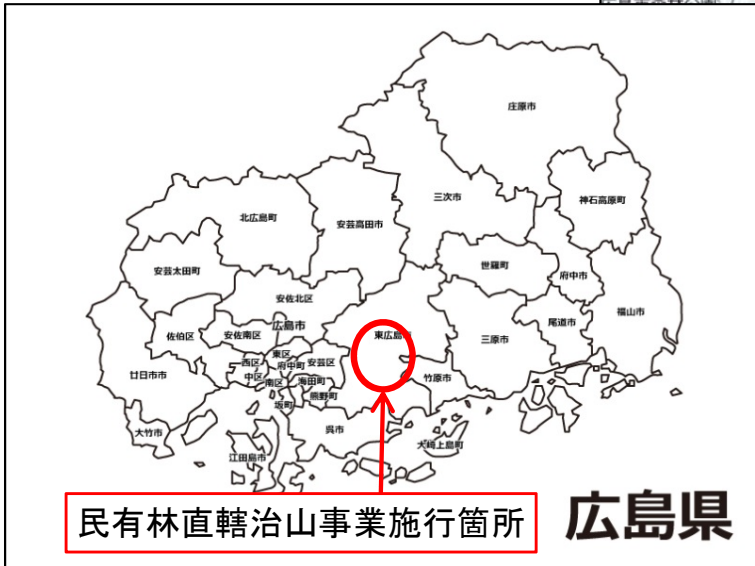 庄原市
三次市
神石高原町
北広島町
安芸高田市
世羅町
府中市
安芸太田町
安佐北区
福山市
尾道市
広島市
佐伯区
安佐南区
東広島市
三原市
東区
西区
府中町
安芸区
廿日市市
中区
南区
海田町
竹原市
熊野町
坂町
呉市
大竹市
大崎上島町
江田島市
民有林直轄治山事業施行箇所
広島県